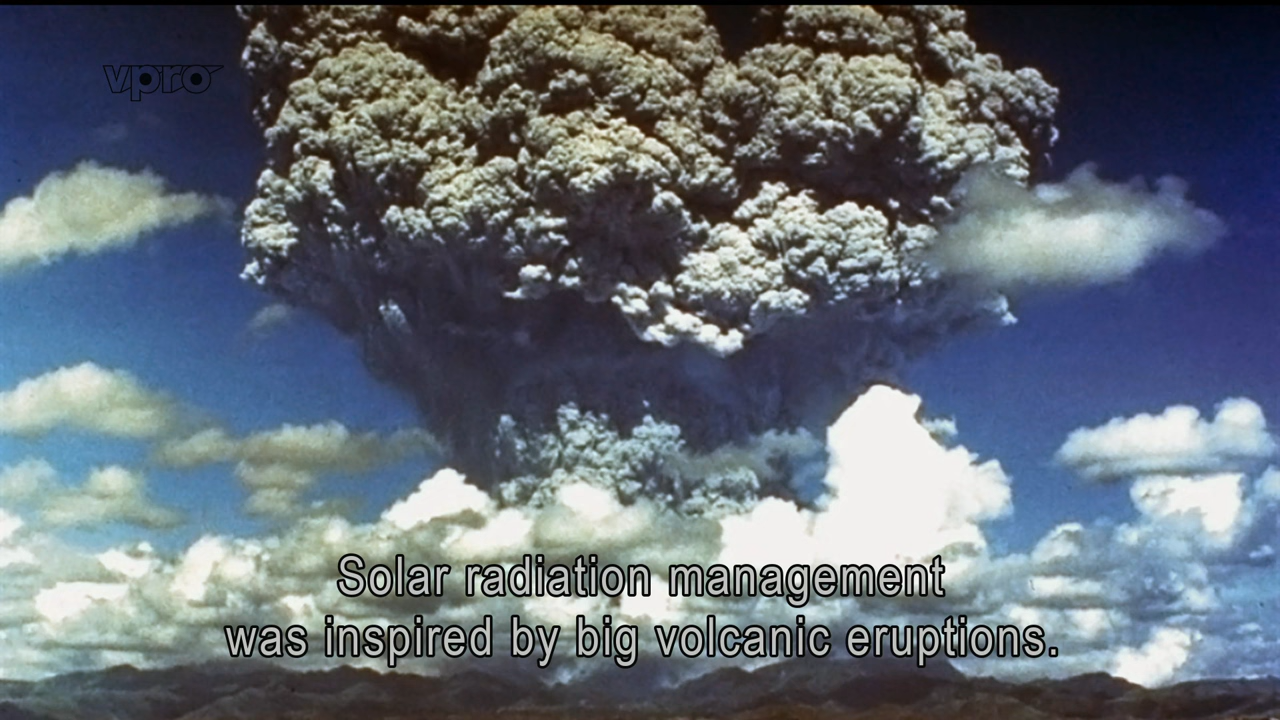 vpro
Solar radiation management
was inspired by big volcanic eruptions.